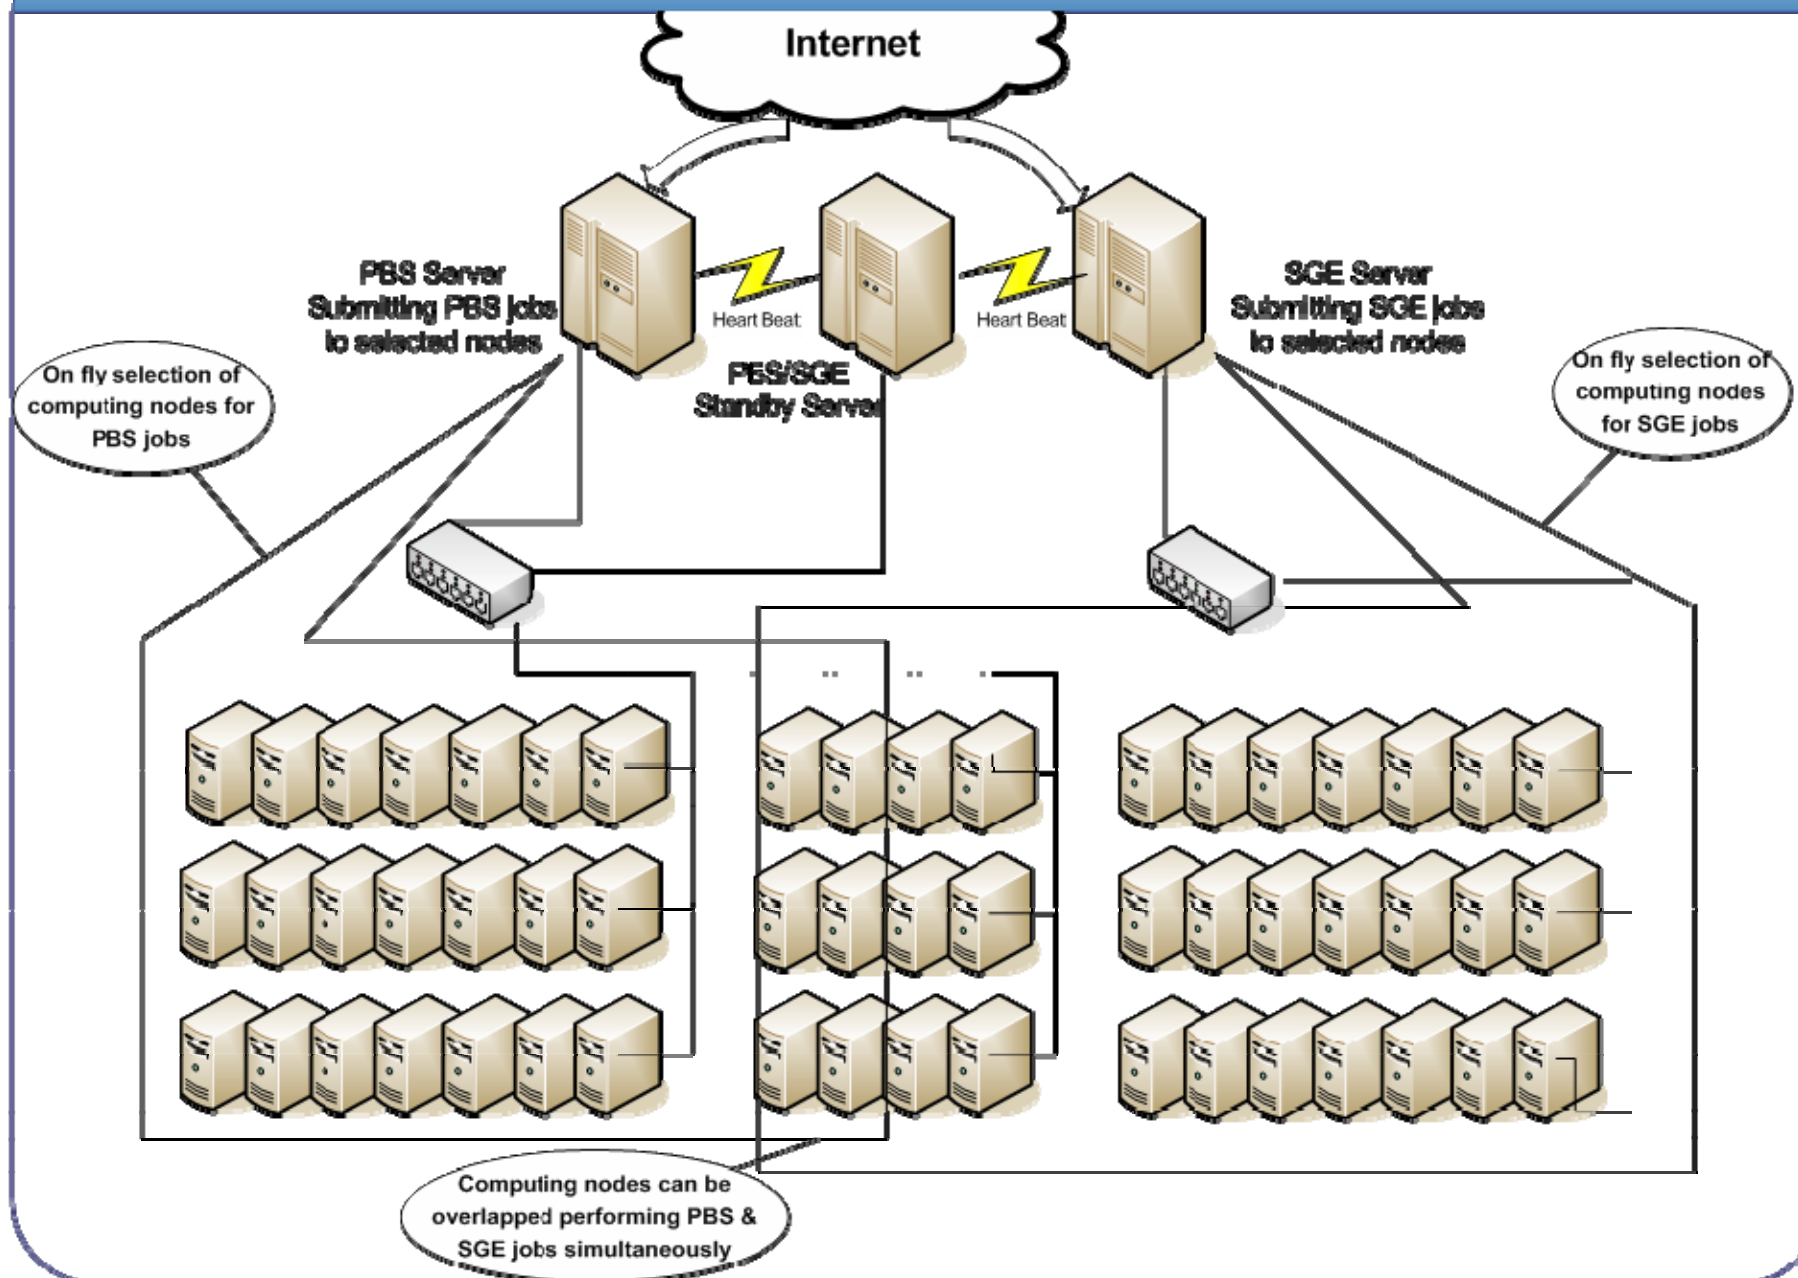 Internet
PBS Server
Submitting PBS jobs
to selected nodes
Heart Beat
Heart Beat
SGE Server
Submitting SGE jobs
to selected nodes
PBS/SGE
Standby Server
On fly selection of
computing nodes for
PBS jobs
On fly selection of
computing nodes
for SGE jobs
Computing nodes can be
overlapped performing PBS &
SGE jobs simultaneously